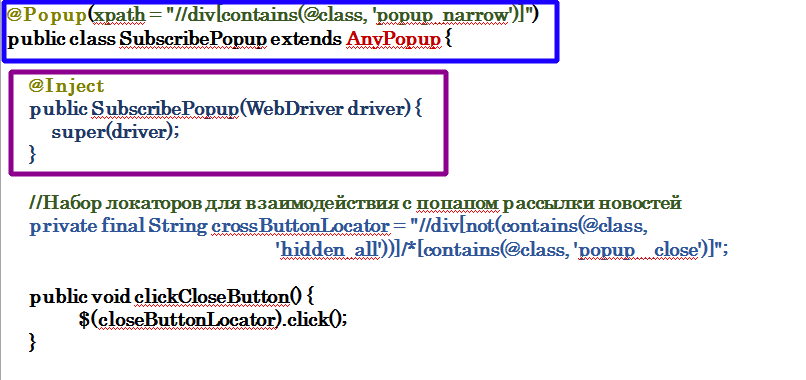 @Popup(xpath = "//div[contains(@class, 'popup_narrow')]")
public class SubscribePopup extends AnyPopup {
@Inject
public SubscribePopup(WebDriver driver) {
super(driver);
}
//Набор локаторов для взаимодействия с попапом рассылки новостей
private final String crossButtonLocator = "//div[not(contains(@class,
'hidden_all'))]/*[contains(@class, 'popup__close')]";
public void clickCloseButton() {
$(closeButtonLocator).click();
}